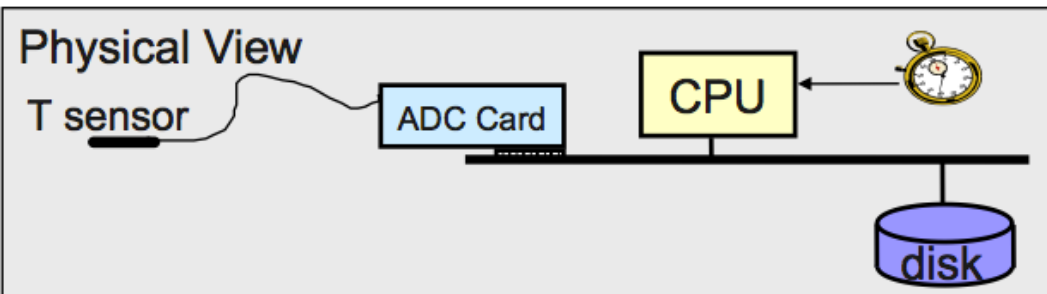 Physical View
T sensor
ADC Card
CPU
disk